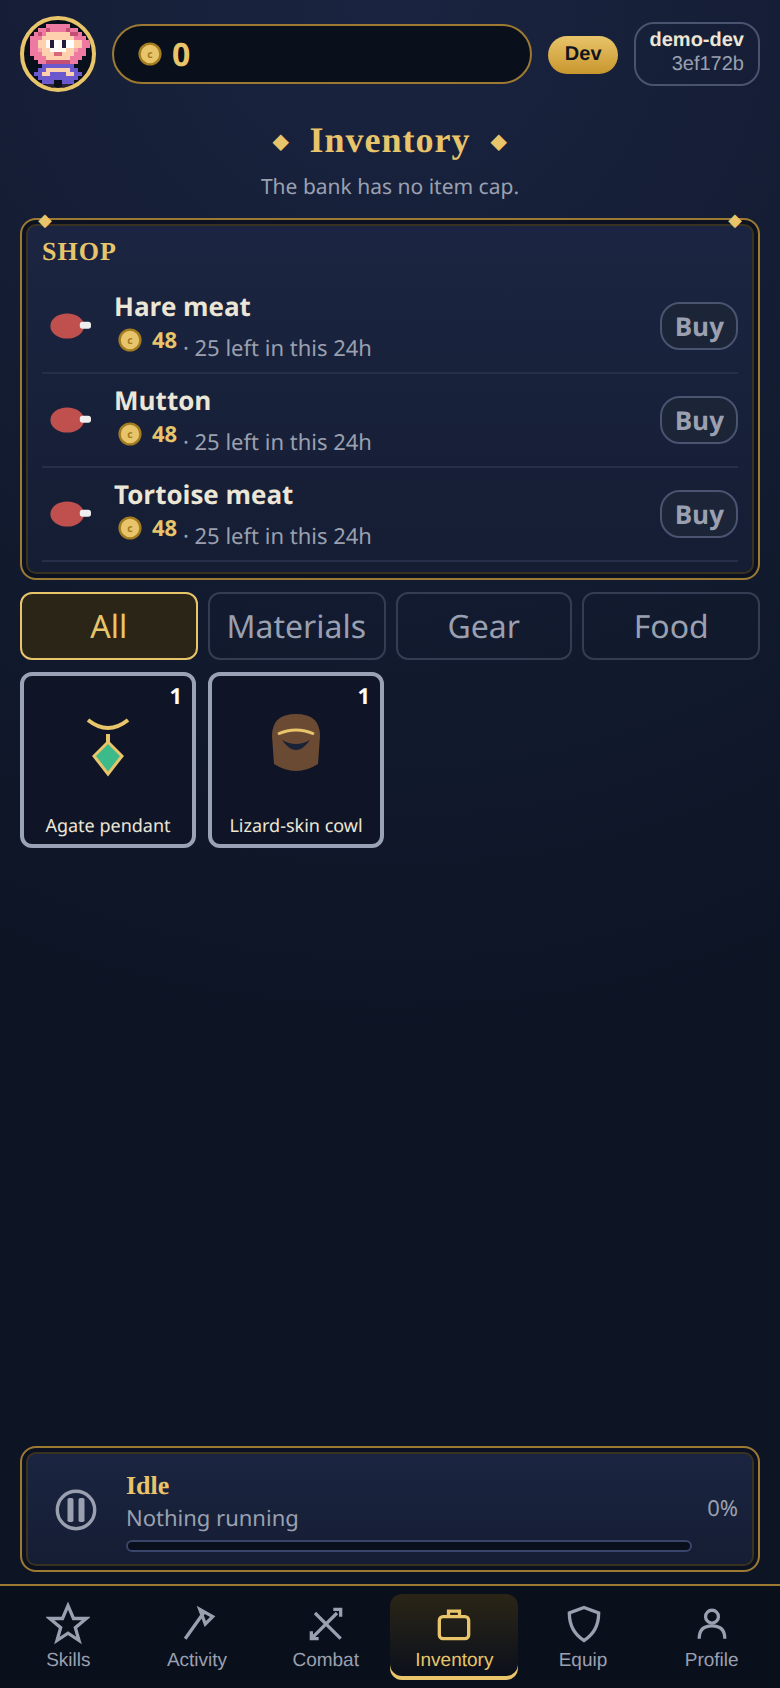 0
Dev
demo-dev
3ef172b
Inventory
The bank has no item cap.
SHOP
Hare meat
c 48 · 25 left in this 24h
Buy
Mutton
c 48 · 25 left in this 24h
Buy
Tortoise meat
c 48 · 25 left in this 24h
Buy
All
Materials
Gear
Food
1
Agate pendant
1
Lizard-skin cowl
Idle
Nothing running
0%
Skills
Activity
Combat
Inventory
Equip
Profile